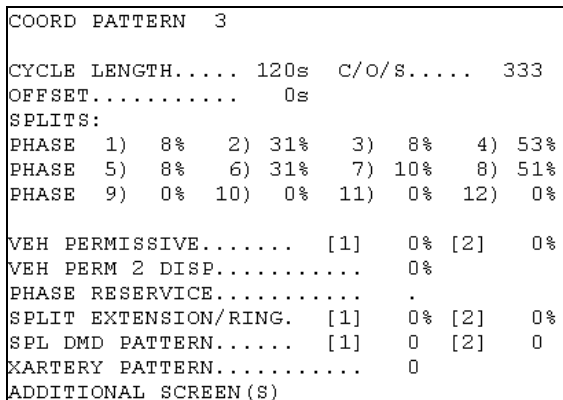 COORD PATTERN  3
CYCLE LENGTH..... 120s  C/O/S.....  333
OFFSET...........   0s
SPLITS:
PHASE  1)  8%  2) 31%  3)  8%  4) 53%
PHASE  5)  8%  6) 31%  7) 10%  8) 51%
PHASE  9)  0% 10)  0% 11)  0% 12)  0%
VEH PERMISSIVE.......  [1]   0% [2]   0%
VEH PERM 2 DISP............   0%
PHASE RESERVICE............   .
SPLIT EXTENSION/RING.  [1]   0% [2]   0%
SPL DMD PATTERN......  [1]   0  [2]   0
XARTERY PATTERN............   0
ADDITIONAL SCREEN(S)